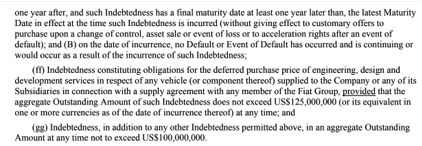 one year after, and such Indebtedness has a final maturity date at least one year later than, the latest Maturity
Date in effect at the time such Indebtedness is incurred (without giving effect to customary offers to
purchase upon a change of control, asset sale or event of loss or to acceleration rights after an event of
default); and (B) on the date of incurrence, no Default or Event of Default has occurred and is continuing or
would occur as a result of the incurrence of such Indebtedness;
(ff) Indebtedness constituting obligations for the deferred purchase price of engineering, design and
development services in respect of any vehicle (or component thereof) supplied to the Company or any of its
Subsidiaries in connection with a supply agreement with any member of the Fiat Group, provided that the
aggregate Outstanding Amount of such Indebtedness does not exceed US$125,000,000 (or its equivalent in
one or more currencies as of the date of incurrence thereof) at any time; and
(gg) Indebtedness, in addition to any other Indebtedness permitted above, in an aggregate Outstanding
Amount at any time not to exceed US$100,000,000.